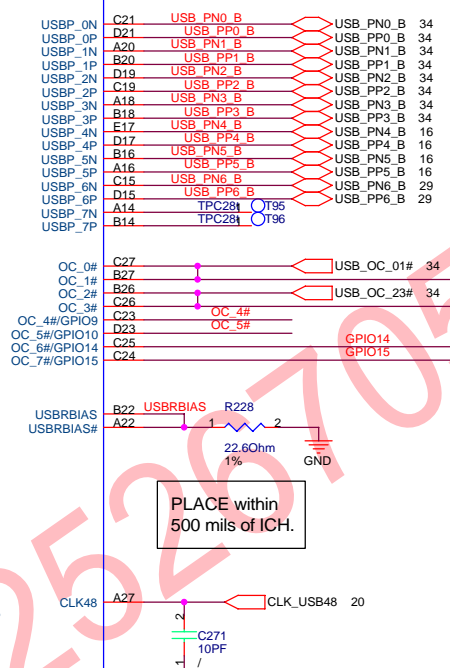 USBP_0N C21 USB_PN0_B USB_PN0_B 34
USBP_0P D21 USB_PP0_B USB_PP0_B 34
USBP_1N A20 USB_PN1_B USB_PN1_B 34
USBP_1P B20 USB_PP1_B USB_PP1_B 34
USBP_2N D19 USB_PN2_B USB_PN2_B 34
USBP_2P C19 USB_PP2_B USB_PP2_B 34
USBP_3N A18 USB_PN3_B USB_PN3_B 34
USBP_3P B18 USB_PP3_B USB_PP3_B 34
USBP_4N E17 USB_PN4_B USB_PN4_B 16
USBP_4P D17 USB_PP4_B USB_PP4_B 16
USBP_5N B16 USB_PN5_B USB_PN5_B 16
USBP_5P A16 USB_PP5_B USB_PP5_B 16
USBP_6N C15 USB_PN6_B USB_PN6_B 29
USBP_6P D15 USB_PP6_B USB_PP6_B 29
USBP_7N A14 TPC28t 1 T95
USBP_7P B14 TPC28t 1 T96
OC_0# C27 USB_OC_01# 34
OC_1# B27
OC_2# B26 USB_OC_23# 34
OC_3# C26
OC_4#/GPIO9 C23 OC_4#
OC_5#/GPIO10 D23 OC_5#
OC_6#/GPIO14 C25 GPIO14
OC_7#/GPIO15 C24 GPIO15
USBRBIAS B22 USBRBIAS R228
USBRBIAS# A22 1 2
22.6Ohm
1%
GND
PLACE within
500 mils of ICH.
CLK48 A27 CLK_USB48 20
2
C271
10PF
1 /
2526705